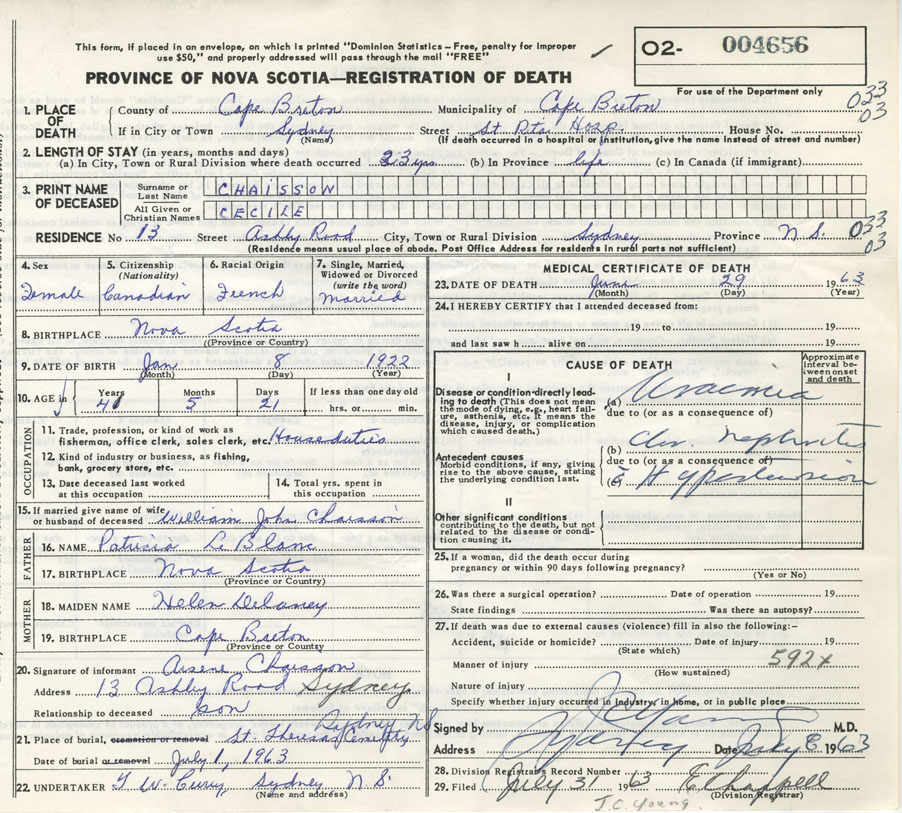 This form, if placed in an envelope, on which is printed "Dominion Statistics – Free, penalty for improper
use $50," and properly addressed will pass through the mail "FREE"
O2- 004656
PROVINCE OF NOVA SCOTIA—REGISTRATION OF DEATH
For use of the Department only
1. PLACE OF DEATH
County of Cape Breton Municipality of Cape Breton 033
If in City or Town Sydney Street St. Rita Hosp. House No. 03
(Name) (If death occurred in a hospital or institution, give the name instead of street and number)
2. LENGTH OF STAY (in years, months and days)
(a) In City, Town or Rural Division where death occurred 23 yrs (b) In Province life (c) In Canada (if immigrant)
3. PRINT NAME OF DECEASED
Surname or Last Name CHAISSON
All Given or Christian Names CECILE
RESIDENCE No 13 Street Ashby Road City, Town or Rural Division Sydney Province N.S. 033
03
(Residence means usual place of abode. Post Office Address for residents in rural parts not sufficient)
4. Sex Female
5. Citizenship (Nationality) Canadian
6. Racial Origin French
7. Single, Married, Widowed or Divorced (write the word) married
8. BIRTHPLACE Nova Scotia
(Province or Country)
9. DATE OF BIRTH Jan 8 1922
(Month) (Day) (Year)
10. AGE in Years Months Days If less than one day old
41 5 21 hrs. or min.
OCCUPATION
11. Trade, profession, or kind of work as
fisherman, office clerk, sales clerk, etc. House duties
12. Kind of industry or business, as fishing,
bank, grocery store, etc.
13. Date deceased last worked at this occupation
14. Total yrs. spent in this occupation
15. If married give name of wife
or husband of deceased William John Chaisson
FATHER
16. NAME Patricia Le Blanc
17. BIRTHPLACE Nova Scotia
(Province or Country)
MOTHER
18. MAIDEN NAME Helen Delaney
19. BIRTHPLACE Cape Breton
(Province or Country)
20. Signature of informant Arsene Chaisson
Address 13 Ashby Road Sydney.
Relationship to deceased son
Sydney NS
21. Place of burial, cremation or removal St. Theresas Cemetry
Date of burial or removal July 1, 1963
22. UNDERTAKER T W Curry, Sydney N.S.
(Name and address)
MEDICAL CERTIFICATE OF DEATH
23. DATE OF DEATH June 29 1963
(Month) (Day) (Year)
24. I HEREBY CERTIFY that I attended deceased from:
19 to 19
and last saw h alive on 19
CAUSE OF DEATH
Approximate interval between onset and death
I
Disease or condition directly leading
to death (This does not mean
the mode of dying, e.g., heart failure,
asthenia, etc. It means the
disease, injury, or complication
which caused death.)
(a) Uraemia
due to (or as a consequence of)
Antecedent causes
Morbid conditions, if any, giving
rise to the above cause, stating
the underlying condition last.
(b) Chr nephritis
due to (or as a consequence of)
(c) Hypertension
II
Other significant conditions
contributing to the death, but not
related to the disease or condition
causing it.
25. If a woman, did the death occur during
pregnancy or within 90 days following pregnancy?
(Yes or No)
26. Was there a surgical operation? Date of operation 19
State findings Was there an autopsy?
27. If death was due to external causes (violence) fill in also the following:–
Accident, suicide or homicide? Date of injury 19
(State which)
Manner of injury 592x
(How sustained)
Nature of injury
Specify whether injury occurred in industry, in home, or in public place
Signed by J C Young M.D.
Address Sydney Date July 8 1963
28. Division Registrar's Record Number
29. Filed July 31 1963 E Chappell
(Division Registrar)
J.C. Young.